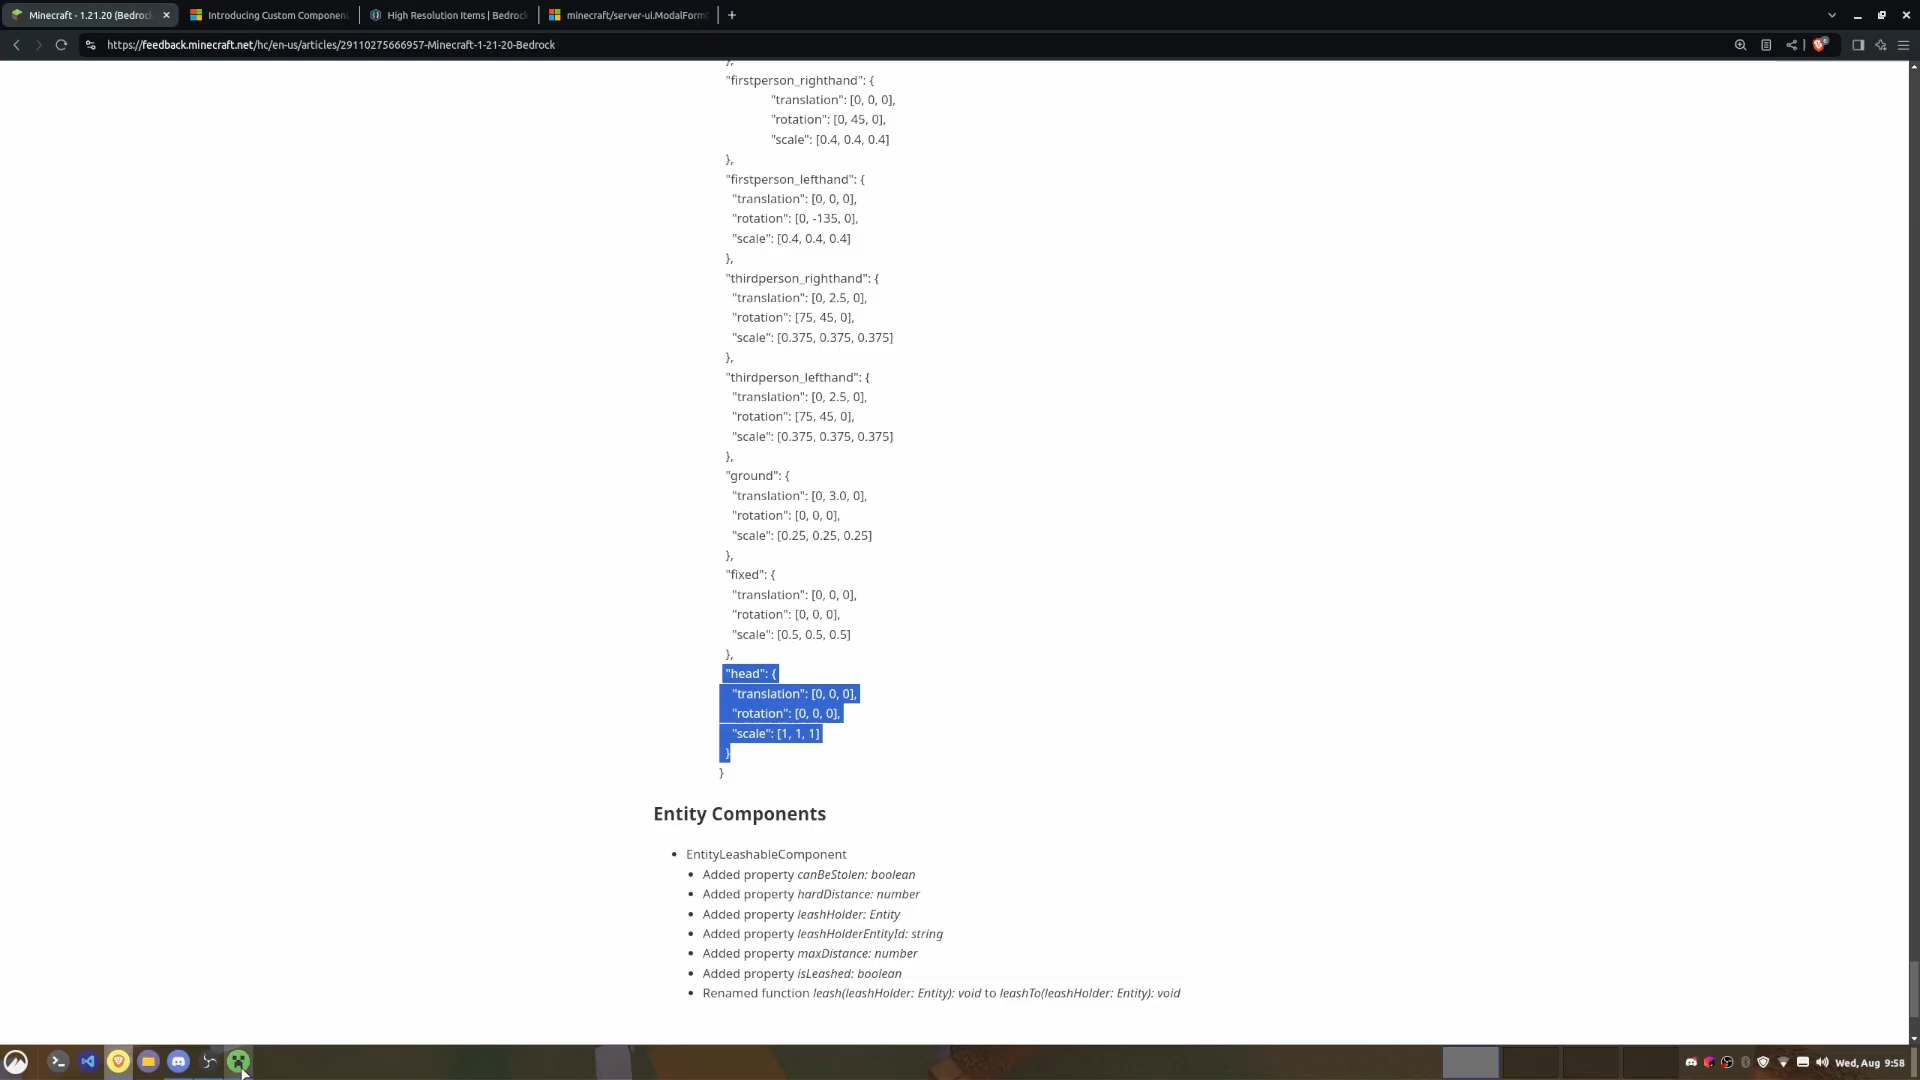 Minecraft - 1.21.20 (Bedroc
Introducing Custom Componen
High Resolution Items | Bedroc
minecraft/server-ui.ModalForm
https://feedback.minecraft.net/hc/en-us/articles/29110275666957-Minecraft-1-21-20-Bedrock
},
"firstperson_righthand": {
"translation": [0, 0, 0],
"rotation": [0, 45, 0],
"scale": [0.4, 0.4, 0.4]
},
"firstperson_lefthand": {
"translation": [0, 0, 0],
"rotation": [0, -135, 0],
"scale": [0.4, 0.4, 0.4]
},
"thirdperson_righthand": {
"translation": [0, 2.5, 0],
"rotation": [75, 45, 0],
"scale": [0.375, 0.375, 0.375]
},
"thirdperson_lefthand": {
"translation": [0, 2.5, 0],
"rotation": [75, 45, 0],
"scale": [0.375, 0.375, 0.375]
},
"ground": {
"translation": [0, 3.0, 0],
"rotation": [0, 0, 0],
"scale": [0.25, 0.25, 0.25]
},
"fixed": {
"translation": [0, 0, 0],
"rotation": [0, 0, 0],
"scale": [0.5, 0.5, 0.5]
},
"head": {
"translation": [0, 0, 0],
"rotation": [0, 0, 0],
"scale": [1, 1, 1]
}
}
Entity Components
• EntityLeashableComponent
• Added property canBeStolen: boolean
• Added property hardDistance: number
• Added property leashHolder: Entity
• Added property leashHolderEntityId: string
• Added property maxDistance: number
• Added property isLeashed: boolean
• Renamed function leash(leashHolder: Entity): void to leashTo(leashHolder: Entity): void
Wed, Aug 9:58